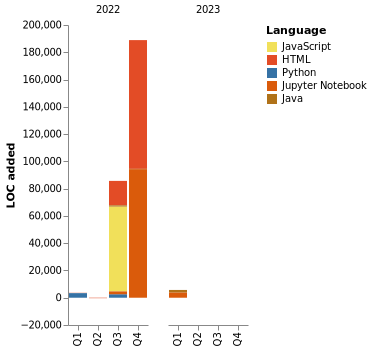 2022
2023
LOC added
200,000
180,000
160,000
140,000
120,000
100,000
80,000
60,000
40,000
20,000
0
−20,000
Q1
Q2
Q3
Q4
Q1
Q2
Q3
Q4
Language
JavaScript
HTML
Python
Jupyter Notebook
Java